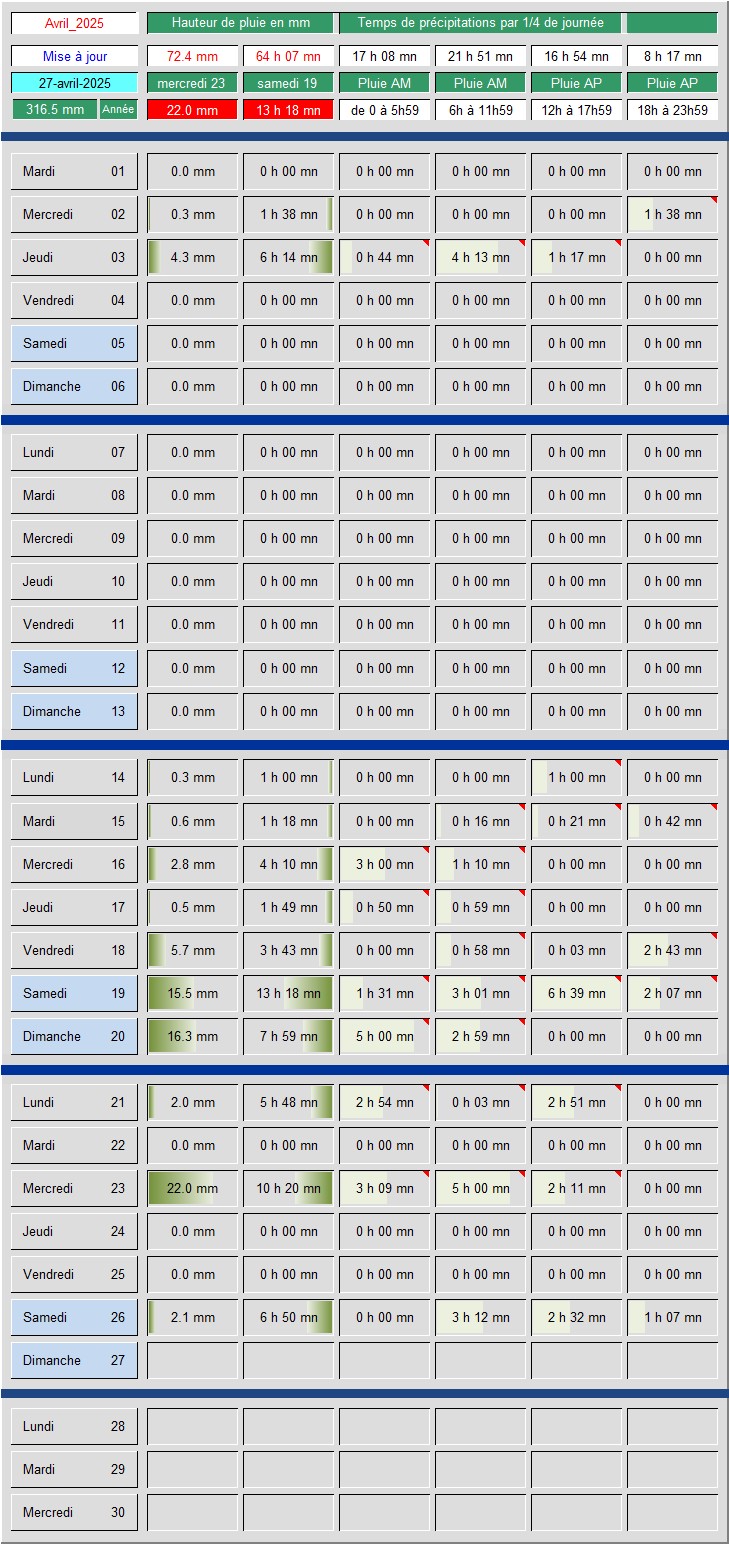 Avril_2025 Hauteur de pluie en mm Temps de précipitations par 1/4 de journée
Mise à jour 72.4 mm 64 h 07 mn 17 h 08 mn 21 h 51 mn 16 h 54 mn 8 h 17 mn
27-avril-2025 mercredi 23 samedi 19 Pluie AM Pluie AM Pluie AP Pluie AP
316.5 mm Année 22.0 mm 13 h 18 mn de 0 à 5h59 6h à 11h59 12h à 17h59 18h à 23h59
Mardi 01 0.0 mm 0 h 00 mn 0 h 00 mn 0 h 00 mn 0 h 00 mn 0 h 00 mn
Mercredi 02 0.3 mm 1 h 38 mn 0 h 00 mn 0 h 00 mn 0 h 00 mn 1 h 38 mn
Jeudi 03 4.3 mm 6 h 14 mn 0 h 44 mn 4 h 13 mn 1 h 17 mn 0 h 00 mn
Vendredi 04 0.0 mm 0 h 00 mn 0 h 00 mn 0 h 00 mn 0 h 00 mn 0 h 00 mn
Samedi 05 0.0 mm 0 h 00 mn 0 h 00 mn 0 h 00 mn 0 h 00 mn 0 h 00 mn
Dimanche 06 0.0 mm 0 h 00 mn 0 h 00 mn 0 h 00 mn 0 h 00 mn 0 h 00 mn
Lundi 07 0.0 mm 0 h 00 mn 0 h 00 mn 0 h 00 mn 0 h 00 mn 0 h 00 mn
Mardi 08 0.0 mm 0 h 00 mn 0 h 00 mn 0 h 00 mn 0 h 00 mn 0 h 00 mn
Mercredi 09 0.0 mm 0 h 00 mn 0 h 00 mn 0 h 00 mn 0 h 00 mn 0 h 00 mn
Jeudi 10 0.0 mm 0 h 00 mn 0 h 00 mn 0 h 00 mn 0 h 00 mn 0 h 00 mn
Vendredi 11 0.0 mm 0 h 00 mn 0 h 00 mn 0 h 00 mn 0 h 00 mn 0 h 00 mn
Samedi 12 0.0 mm 0 h 00 mn 0 h 00 mn 0 h 00 mn 0 h 00 mn 0 h 00 mn
Dimanche 13 0.0 mm 0 h 00 mn 0 h 00 mn 0 h 00 mn 0 h 00 mn 0 h 00 mn
Lundi 14 0.3 mm 1 h 00 mn 0 h 00 mn 0 h 00 mn 1 h 00 mn 0 h 00 mn
Mardi 15 0.6 mm 1 h 18 mn 0 h 00 mn 0 h 16 mn 0 h 21 mn 0 h 42 mn
Mercredi 16 2.8 mm 4 h 10 mn 3 h 00 mn 1 h 10 mn 0 h 00 mn 0 h 00 mn
Jeudi 17 0.5 mm 1 h 49 mn 0 h 50 mn 0 h 59 mn 0 h 00 mn 0 h 00 mn
Vendredi 18 5.7 mm 3 h 43 mn 0 h 00 mn 0 h 58 mn 0 h 03 mn 2 h 43 mn
Samedi 19 15.5 mm 13 h 18 mn 1 h 31 mn 3 h 01 mn 6 h 39 mn 2 h 07 mn
Dimanche 20 16.3 mm 7 h 59 mn 5 h 00 mn 2 h 59 mn 0 h 00 mn 0 h 00 mn
Lundi 21 2.0 mm 5 h 48 mn 2 h 54 mn 0 h 03 mn 2 h 51 mn 0 h 00 mn
Mardi 22 0.0 mm 0 h 00 mn 0 h 00 mn 0 h 00 mn 0 h 00 mn 0 h 00 mn
Mercredi 23 22.0 mm 10 h 20 mn 3 h 09 mn 5 h 00 mn 2 h 11 mn 0 h 00 mn
Jeudi 24 0.0 mm 0 h 00 mn 0 h 00 mn 0 h 00 mn 0 h 00 mn 0 h 00 mn
Vendredi 25 0.0 mm 0 h 00 mn 0 h 00 mn 0 h 00 mn 0 h 00 mn 0 h 00 mn
Samedi 26 2.1 mm 6 h 50 mn 0 h 00 mn 3 h 12 mn 2 h 32 mn 1 h 07 mn
Dimanche 27
Lundi 28
Mardi 29
Mercredi 30